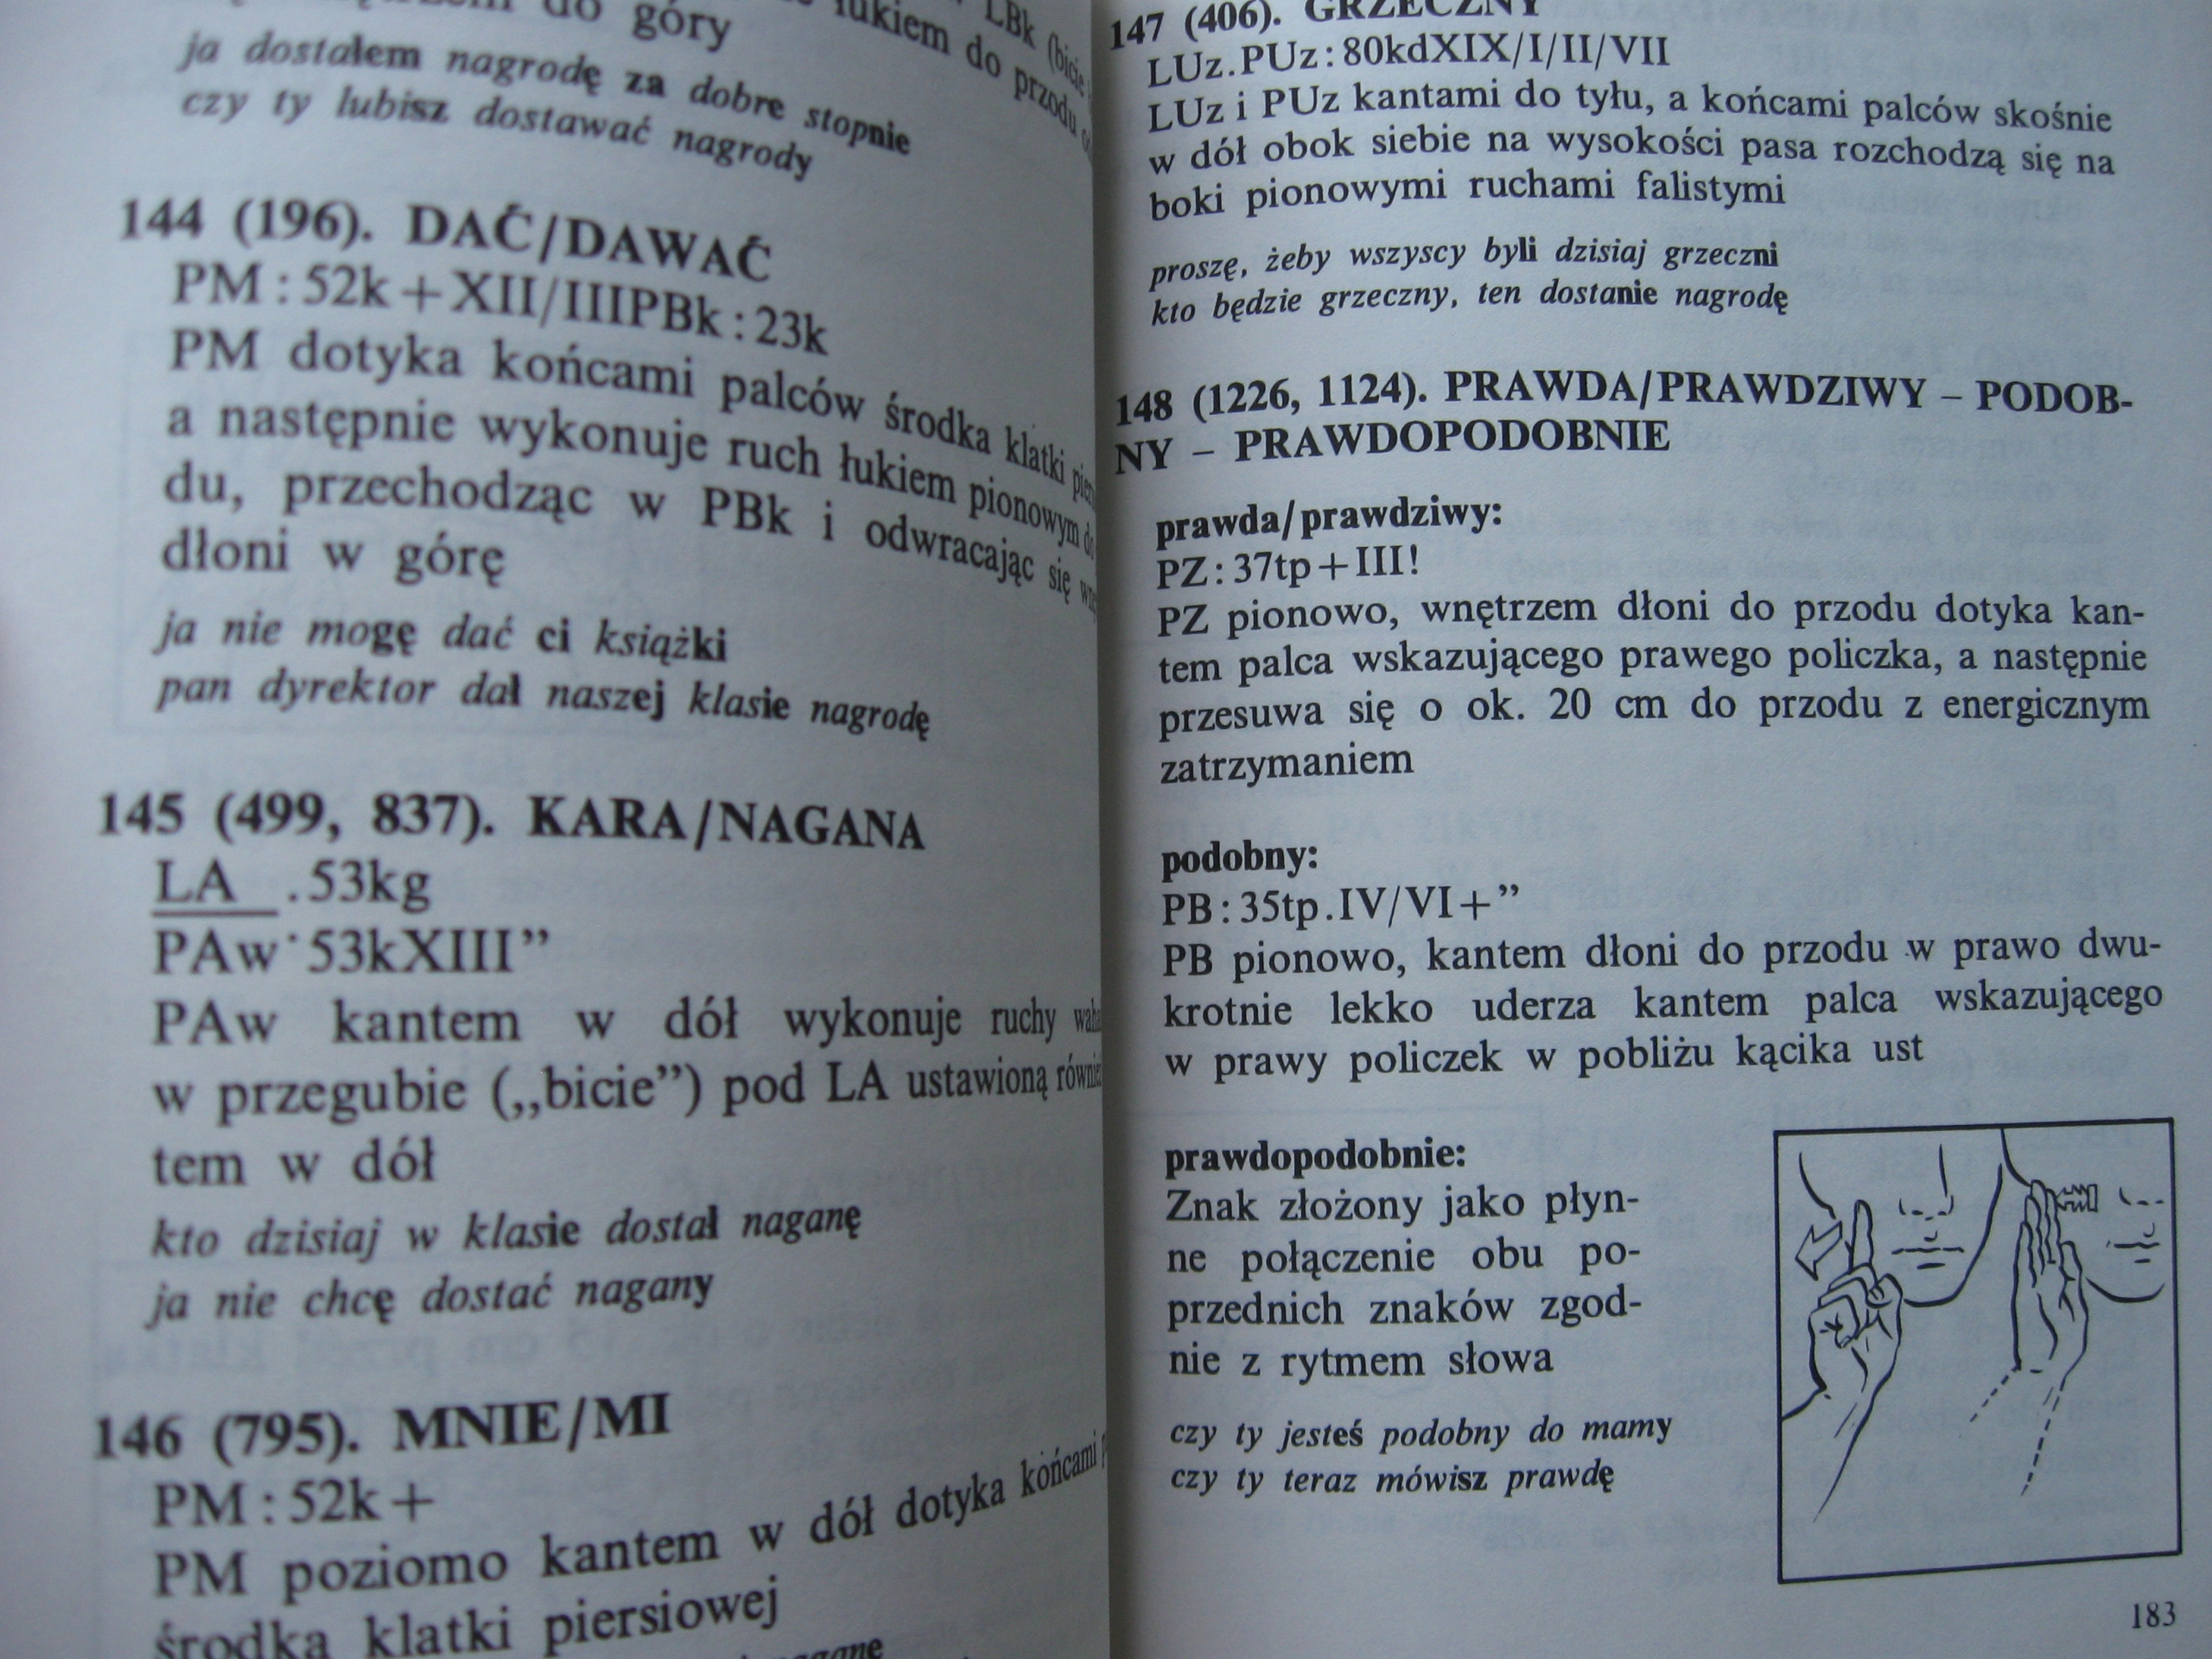 do góry
ja dostałem nagrodę za dobre stopnie
czy ty lubisz dostawać nagrody
łukiem do przodu
LBk (bicie
144 (196). DAĆ/DAWAĆ
PM : 52k + XII/IIIPBk : 23k
PM dotyka końcami palców środka klatki
a następnie wykonuje ruch łukiem pionowym
du, przechodząc w PBk i odwracając się
dłoni w górę
ja nie mogę dać ci książki
pan dyrektor dał naszej klasie nagrodę
145 (499, 837). KARA/NAGANA
LA .53kg
PAw 53kXIII”
PAw kantem w dół wykonuje ruchy
w przegubie („bicie”) pod LA ustawioną
tem w dół
kto dzisiaj w klasie dostał naganę
ja nie chcę dostać nagany
146 (795). MNIE/MI
PM : 52k +
PM poziomo kantem w dół dotyka końcami
środka klatki piersiowej
147 (406). GRZECZNY
LUz.PUz : 80kdXIX/I/II/VII
LUz i PUz kantami do tyłu, a końcami palców skośnie
w dół obok siebie na wysokości pasa rozchodzą się na
boki pionowymi ruchami falistymi
proszę, żeby wszyscy byli dzisiaj grzeczni
kto będzie grzeczny, ten dostanie nagrodę
148 (1226, 1124). PRAWDA/PRAWDZIWY – PODOB-
NY – PRAWDOPODOBNIE
prawda/prawdziwy:
PZ : 37tp + III!
PZ pionowo, wnętrzem dłoni do przodu dotyka kan-
tem palca wskazującego prawego policzka, a następnie
przesuwa się o ok. 20 cm do przodu z energicznym
zatrzymaniem
podobny:
PB : 35tp.IV/VI+”
PB pionowo, kantem dłoni do przodu w prawo dwu-
krotnie lekko uderza kantem palca wskazującego
w prawy policzek w pobliżu kącika ust
prawdopodobnie:
Znak złożony jako płyn-
ne połączenie obu po-
przednich znaków zgod-
nie z rytmem słowa
czy ty jesteś podobny do mamy
czy ty teraz mówisz prawdę
183